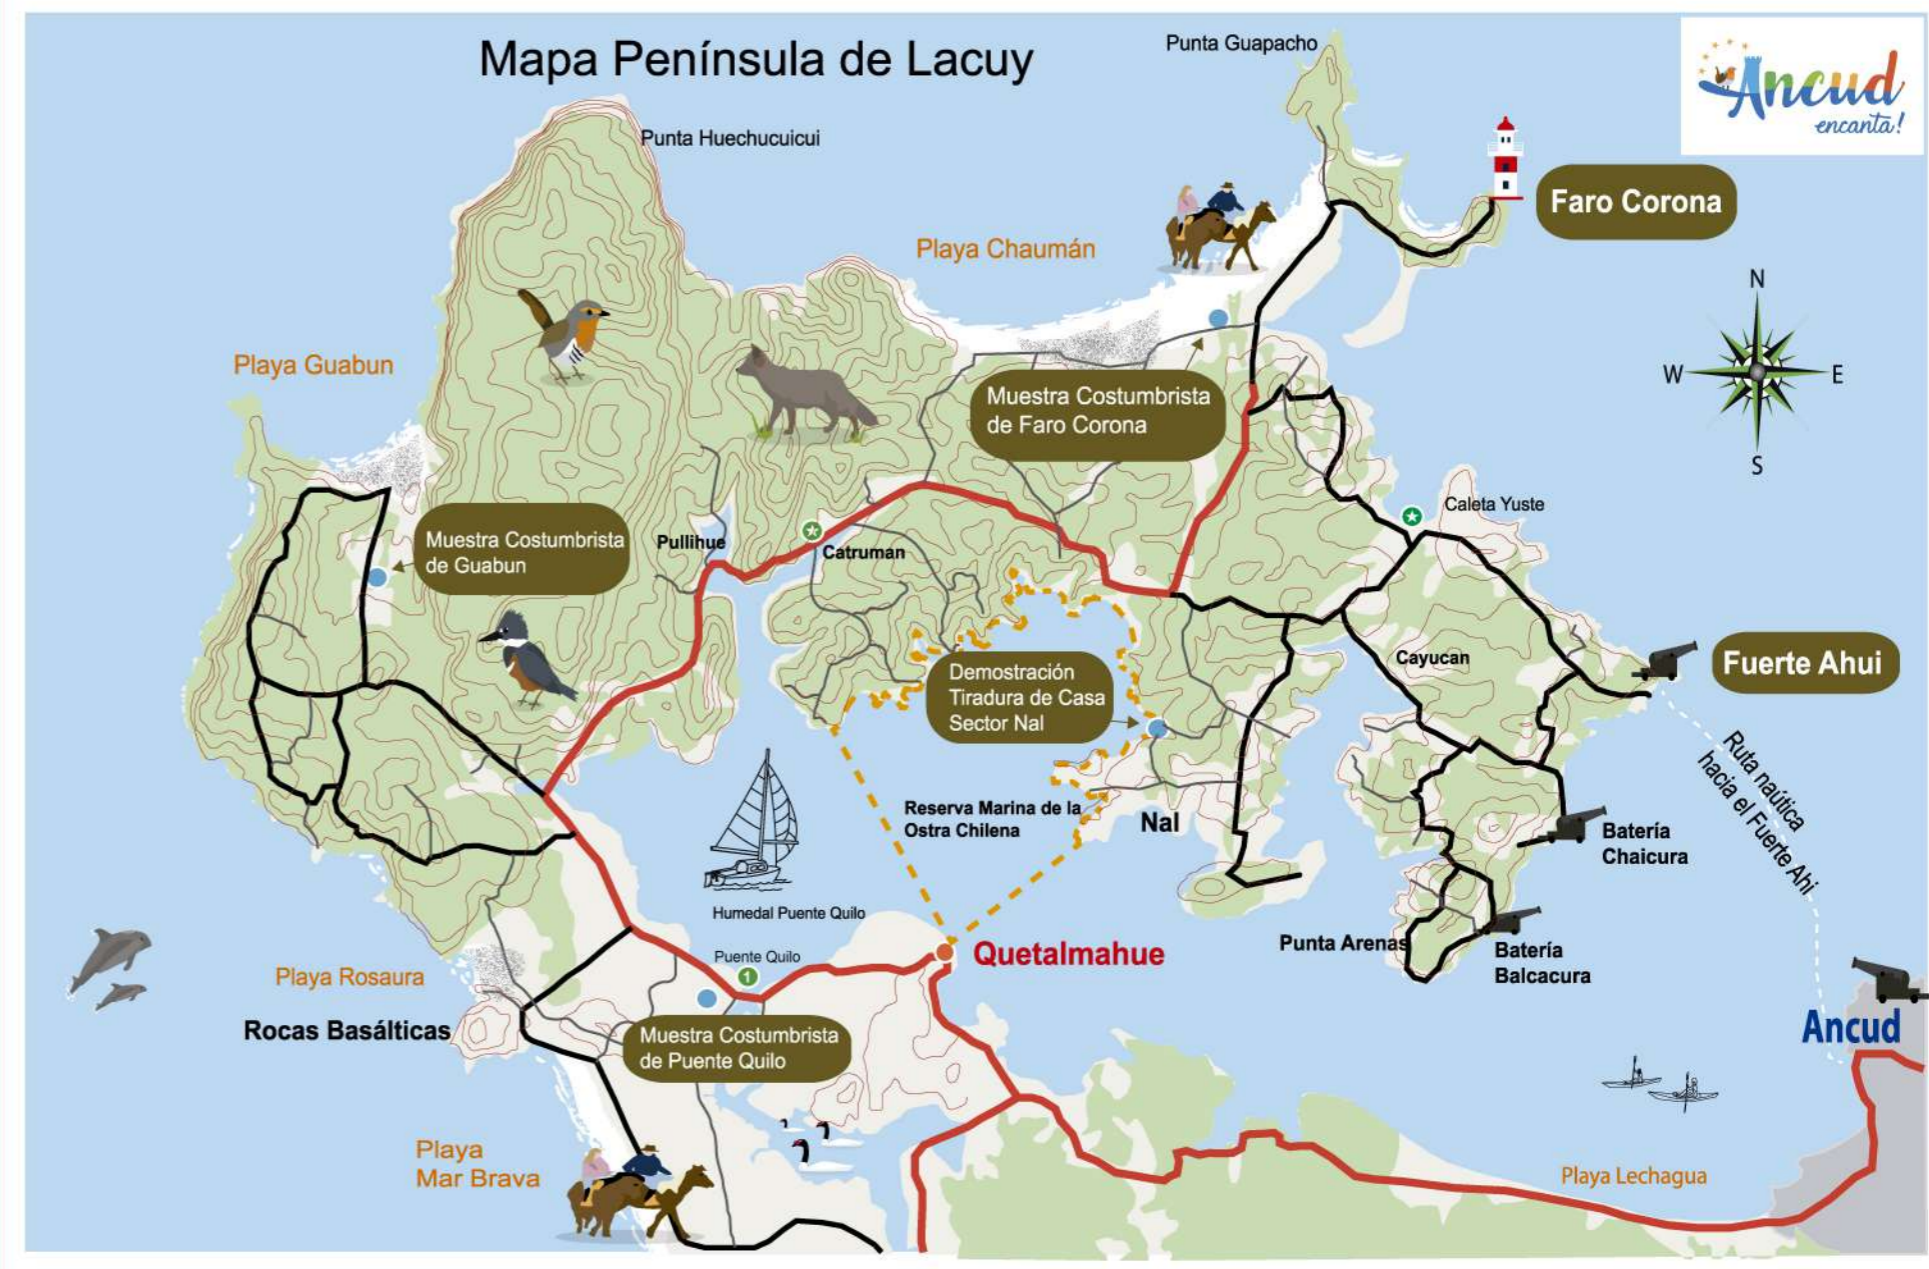 Mapa Península de Lacuy
Punta Guapacho
Ancud
encanta!
Punta Huechucuicui
Faro Corona
Playa Chaumán
N
W
E
S
Playa Guabun
Muestra Costumbrista
de Faro Corona
Caleta Yuste
Muestra Costumbrista
de Guabun
Pullihue
Catruman
Cayucan
Fuerte Ahui
Demostración
Tiradura de Casa
Sector Nal
Ruta naútica
hacia el Fuerte Ahi
Reserva Marina de la
Ostra Chilena
Nal
Batería
Chaicura
Humedal Puente Quilo
Quetalmahue
Punta Arenas
Batería
Balcacura
Puente Quilo
1
Playa Rosaura
Rocas Basálticas
Muestra Costumbrista
de Puente Quilo
Ancud
Playa
Mar Brava
Playa Lechagua